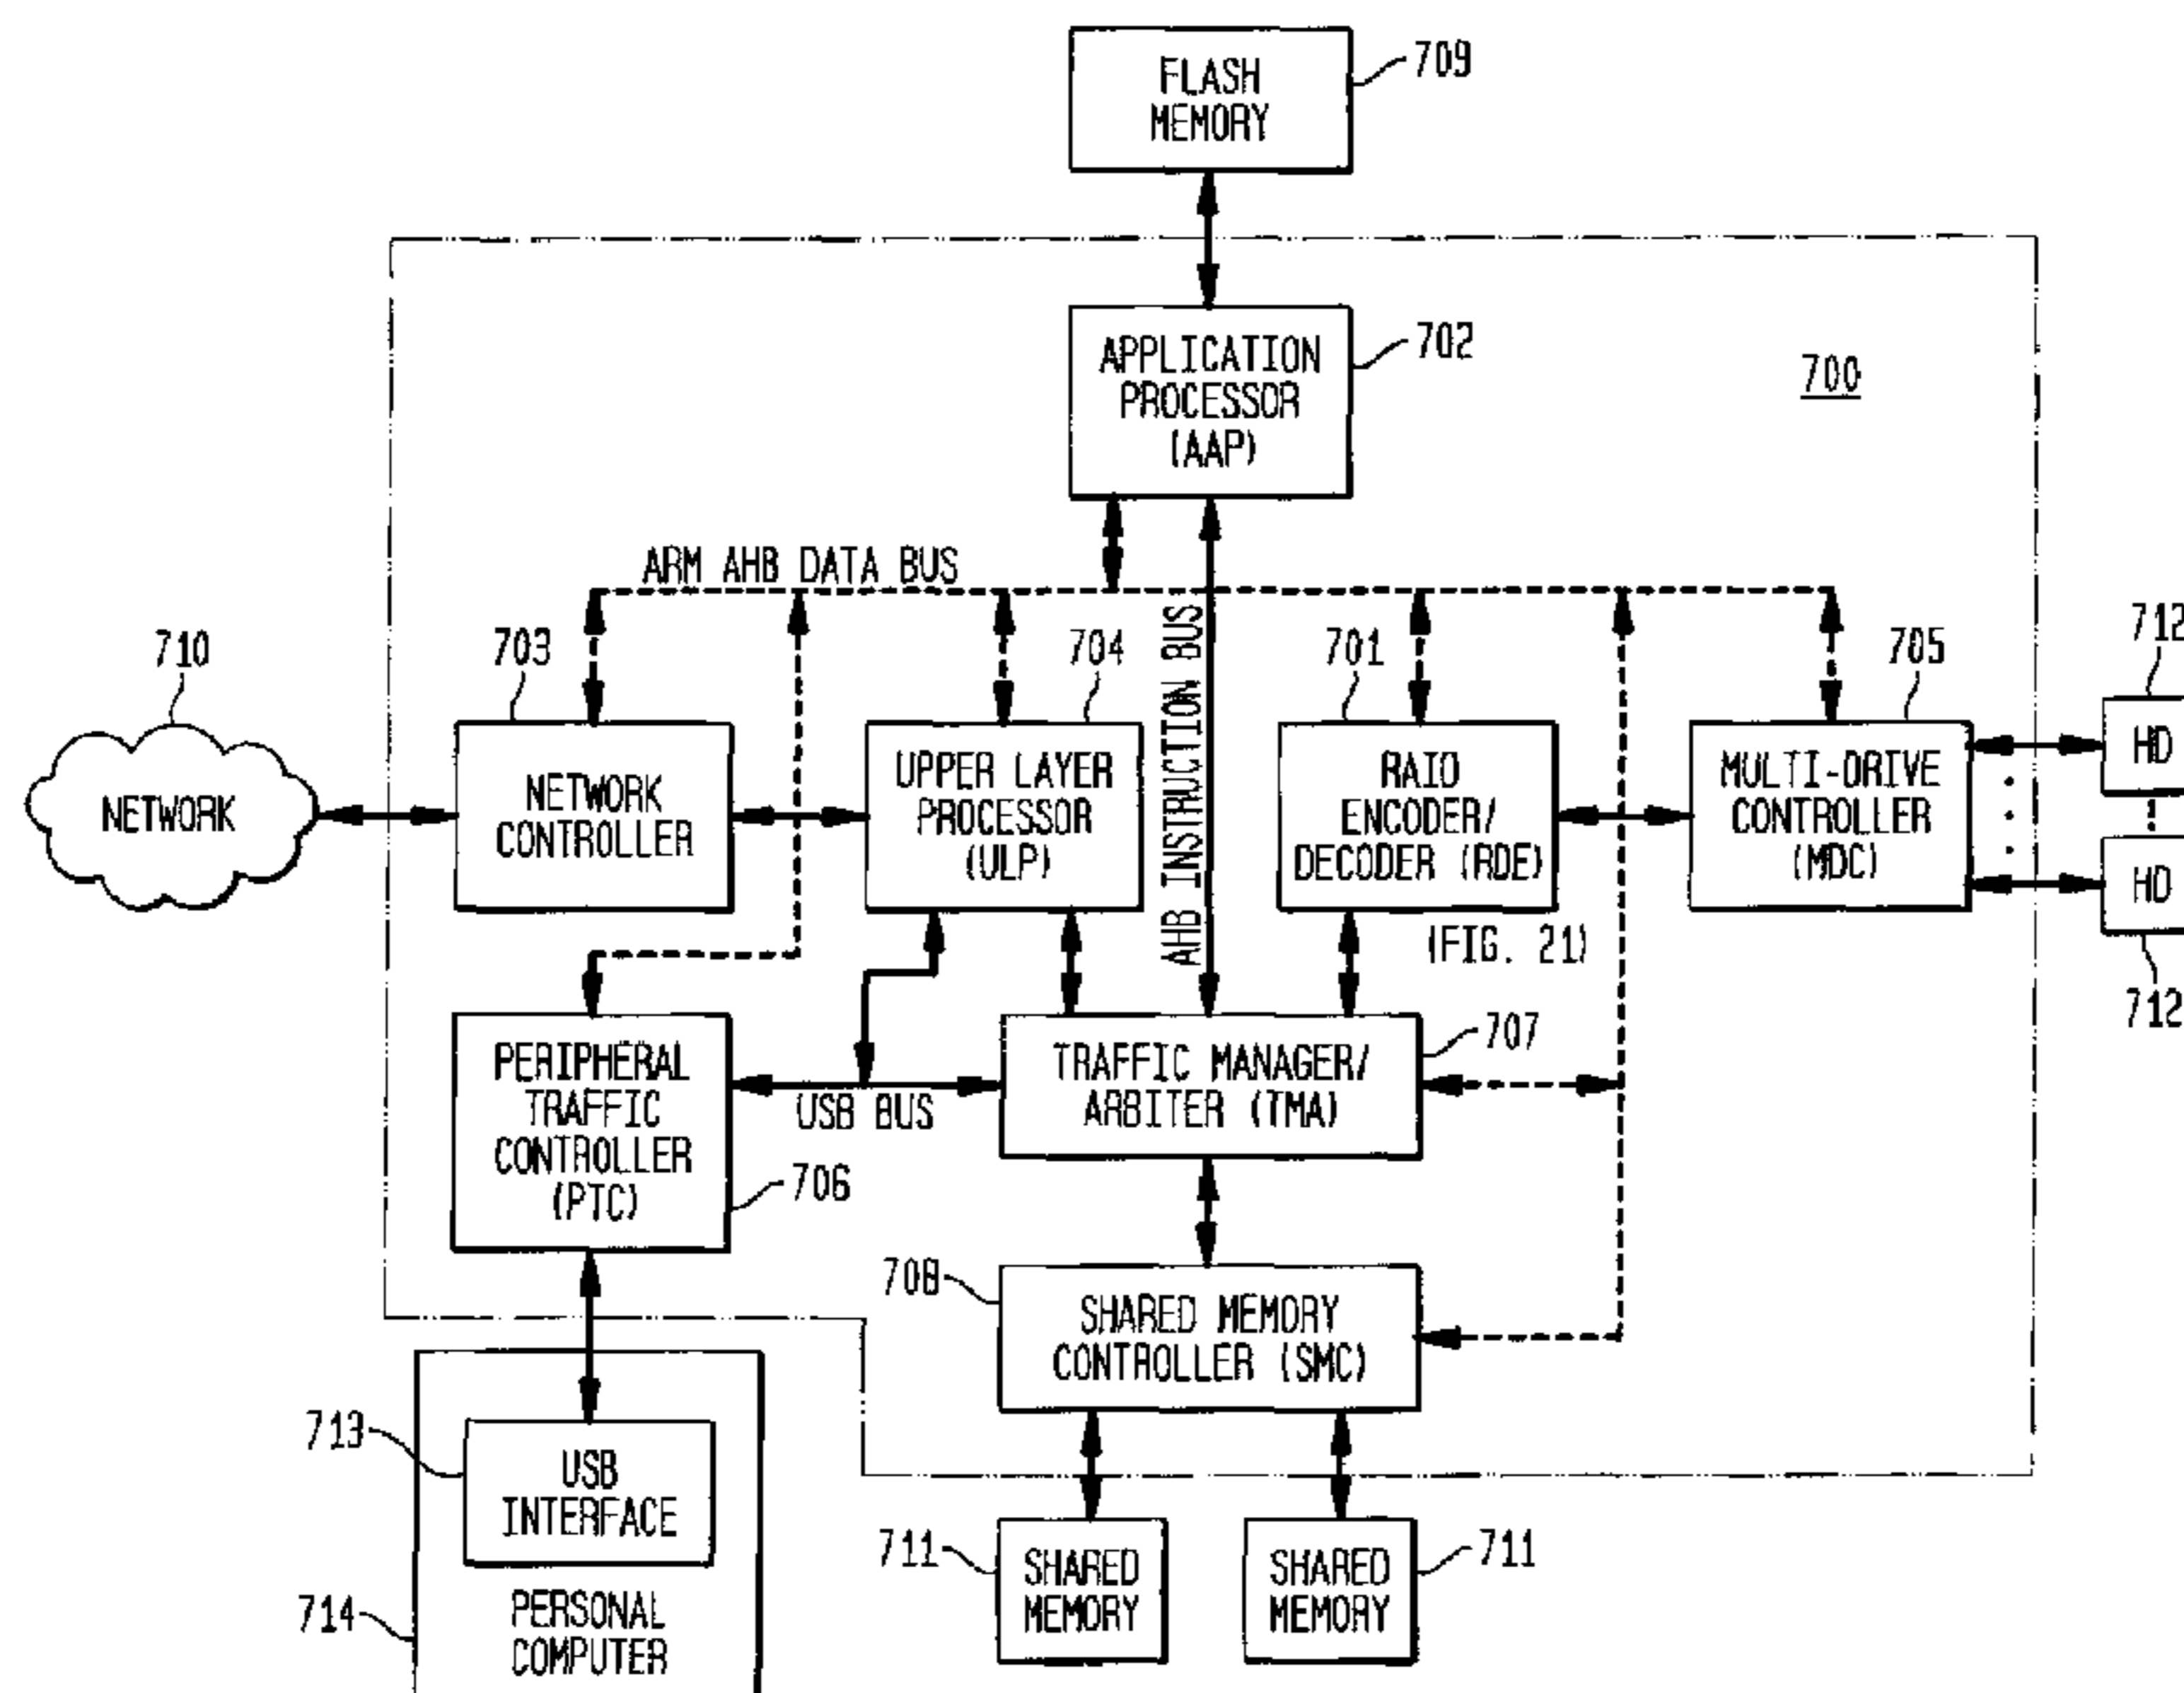 FLASH
MEMORY
709
APPLICATION
PROCESSOR
(AAP)
702
700
ARM AHB DATA BUS
AHB INSTRUCTION BUS
710
NETWORK
703
NETWORK
CONTROLLER
704
UPPER LAYER
PROCESSOR
(ULP)
701
RAID
ENCODER/
DECODER (RDE)
(FIG. 21)
705
MULTI-DRIVE
CONTROLLER
(MDC)
712
HD
HD
712
PERIPHERAL
TRAFFIC
CONTROLLER
(PTC)
706
USB BUS
TRAFFIC MANAGER/
ARBITER (TMA)
707
708
SHARED MEMORY
CONTROLLER (SMC)
713
USB
INTERFACE
714
PERSONAL
COMPUTER
711
SHARED
MEMORY
SHARED
MEMORY
711